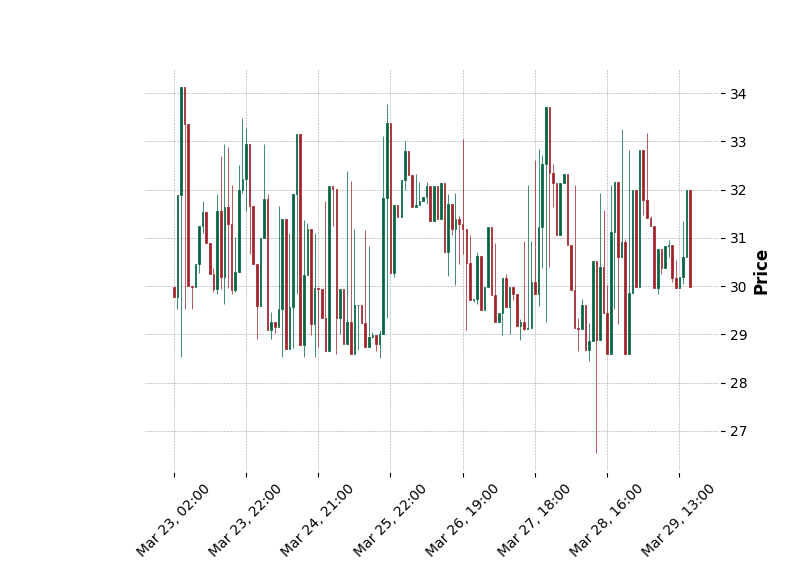 34
33
32
31
30
29
28
27
Price
Mar 23, 02:00
Mar 23, 22:00
Mar 24, 21:00
Mar 25, 22:00
Mar 26, 19:00
Mar 27, 18:00
Mar 28, 16:00
Mar 29, 13:00